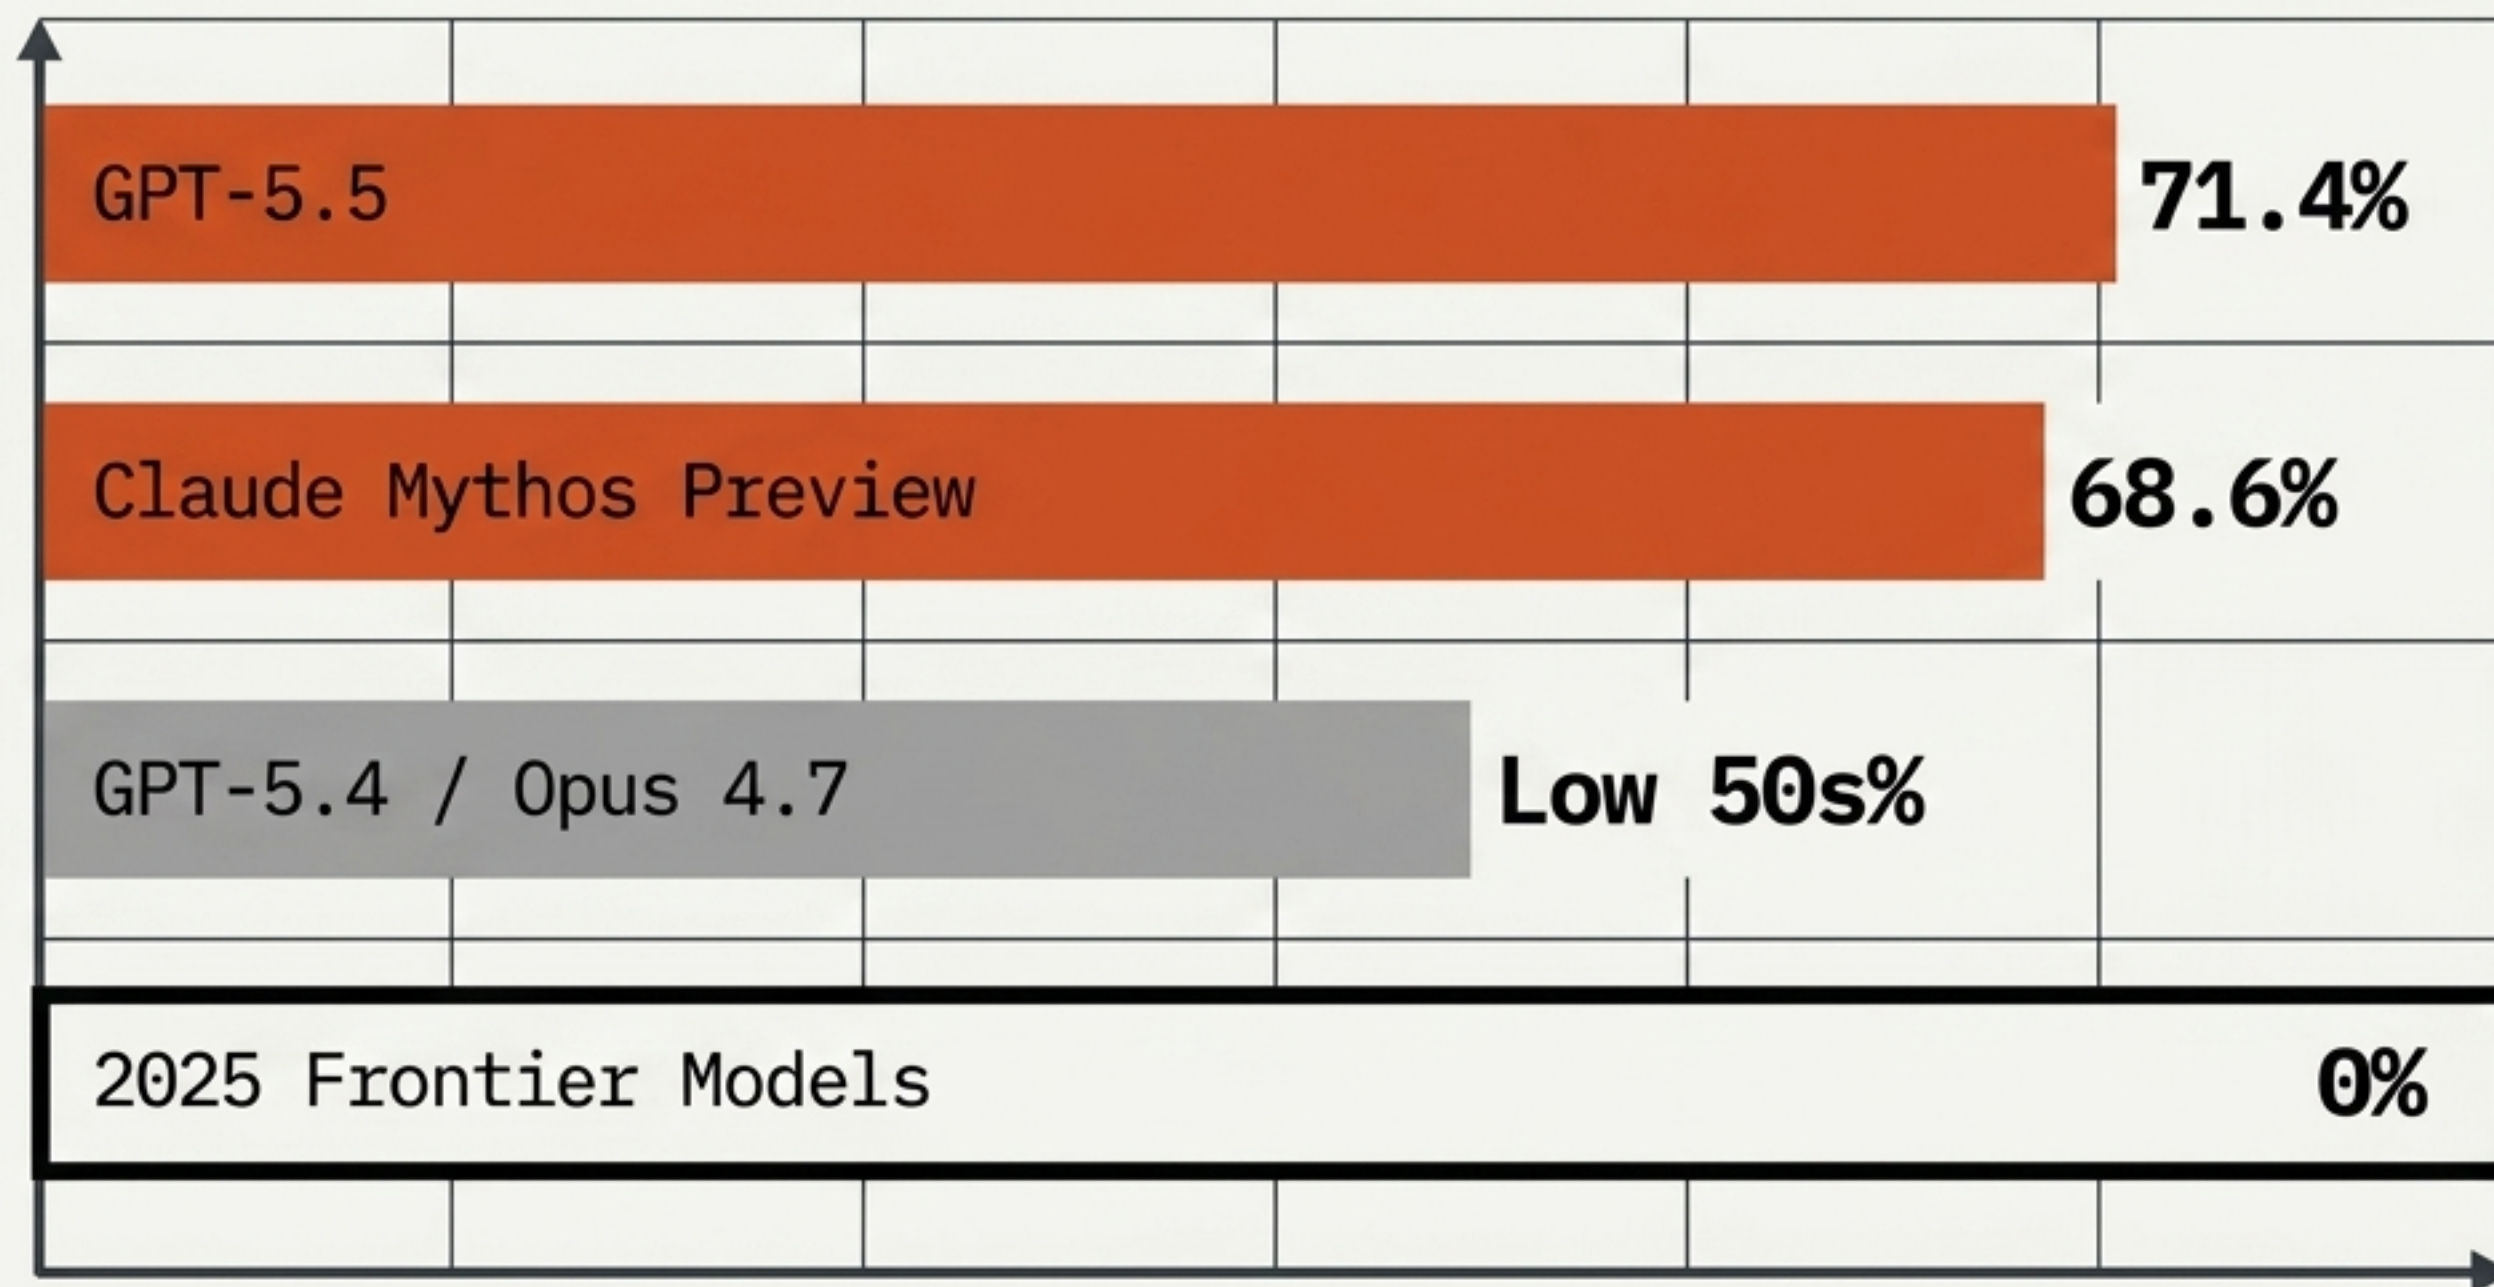 GPT-5.5 71.4%
Claude Mythos Preview 68.6%
GPT-5.4 / Opus 4.7 Low 50s%
2025 Frontier Models 0%